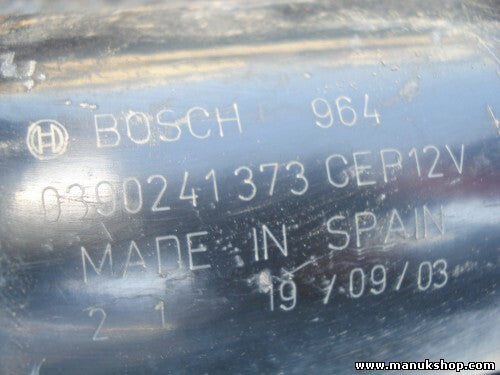 BOSCH 964
0390241373 CEP12V
MADE IN SPAIN
19/09/03
2 1
www.manukshop.com